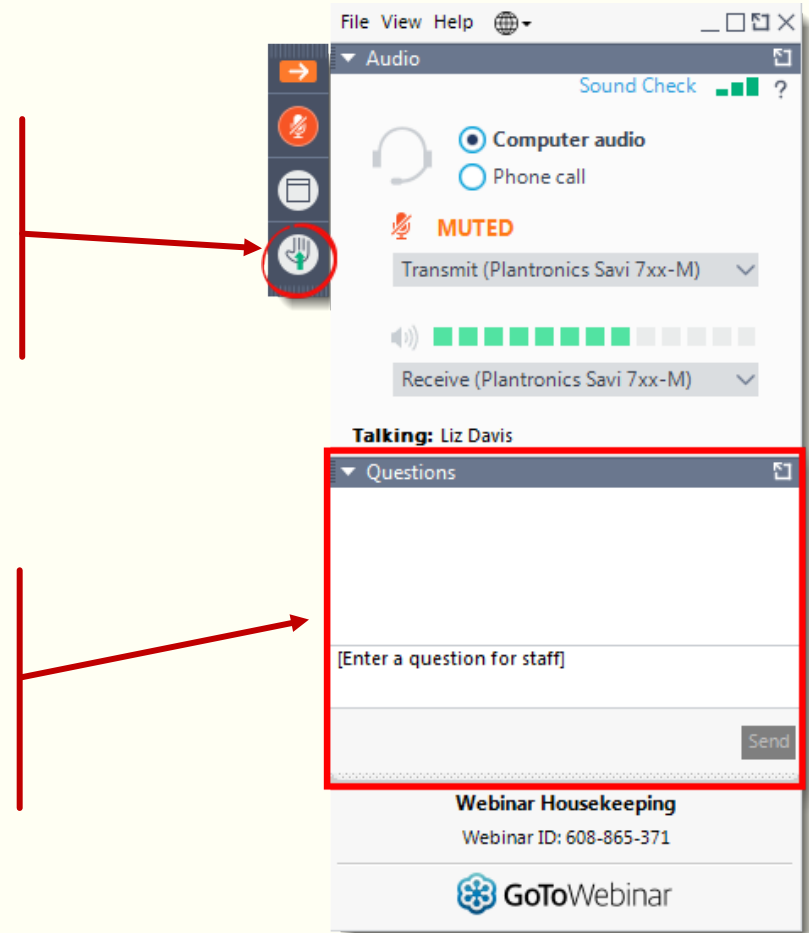 File View Help
Audio
Sound Check ?
Computer audio
Phone call
MUTED
Transmit (Plantronics Savi 7xx-M)
Receive (Plantronics Savi 7xx-M)
Talking: Liz Davis
Questions
[Enter a question for staff]
Send
Webinar Housekeeping
Webinar ID: 608-865-371
GoToWebinar